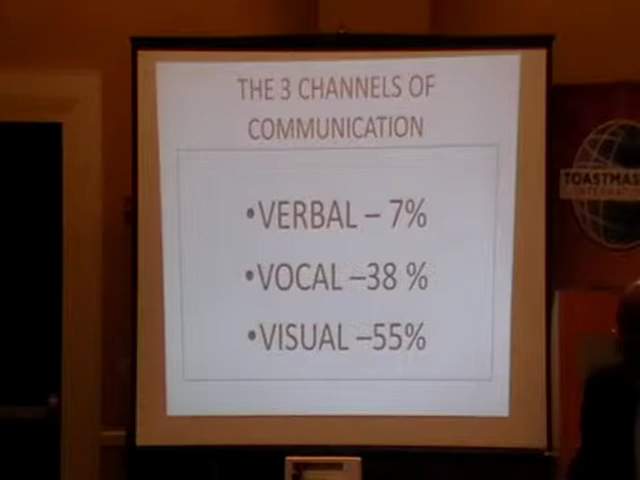 THE 3 CHANNELS OF
COMMUNICATION
•VERBAL – 7%
•VOCAL –38 %
•VISUAL –55%
TOASTMAS